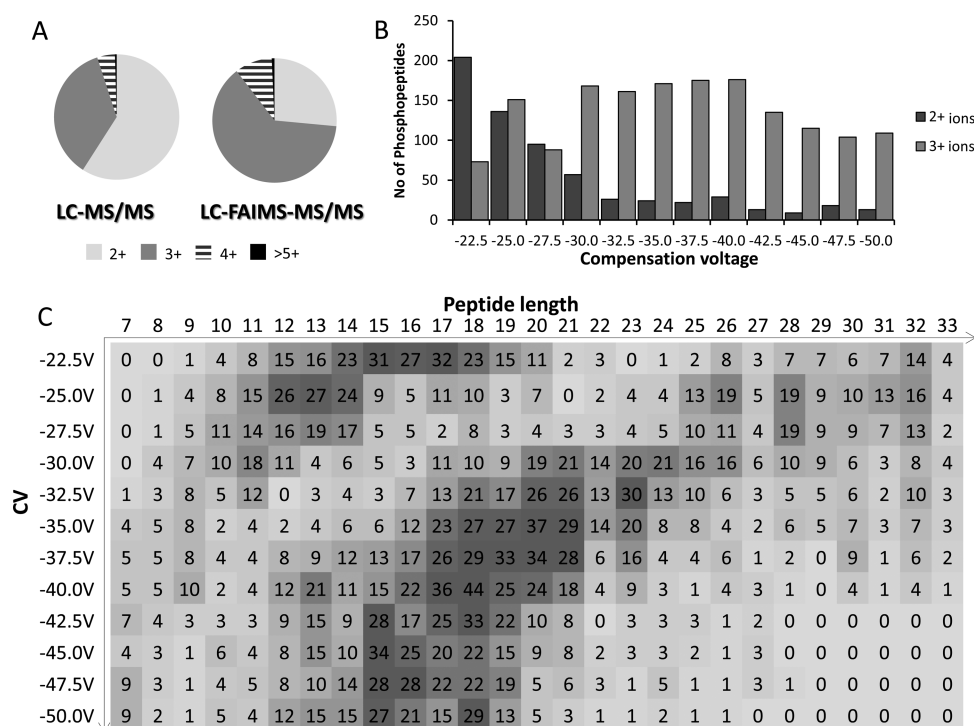 A
LC-MS/MS
LC-FAIMS-MS/MS
2+ 3+ 4+ >5+
B
250
200
150
100
50
0
No of Phosphopeptides
-22.5 -25.0 -27.5 -30.0 -32.5 -35.0 -37.5 -40.0 -42.5 -45.0 -47.5 -50.0
Compensation voltage
2+ ions
3+ ions
C
Peptide length
7 8 9 10 11 12 13 14 15 16 17 18 19 20 21 22 23 24 25 26 27 28 29 30 31 32 33
CV
-22.5V 0 0 1 4 8 15 16 23 31 27 32 23 15 11 2 3 0 1 2 8 3 7 7 6 7 14 4
-25.0V 0 1 4 8 15 26 27 24 9 5 11 10 3 7 0 2 4 4 13 19 5 19 9 10 13 16 4
-27.5V 0 1 5 11 14 16 19 17 5 5 2 8 3 4 3 3 4 5 10 11 4 19 9 9 7 13 2
-30.0V 0 4 7 10 18 11 4 6 5 3 11 10 9 19 21 14 20 21 16 16 6 10 9 6 3 8 4
-32.5V 1 3 8 5 12 0 3 4 3 7 13 21 17 26 26 13 30 13 10 6 3 5 5 6 2 10 3
-35.0V 4 5 8 2 4 2 4 6 6 12 23 27 27 37 29 14 20 8 8 4 2 6 5 7 3 7 3
-37.5V 5 5 8 4 4 8 9 12 13 17 26 29 33 34 28 6 16 4 4 6 1 2 0 9 1 6 2
-40.0V 5 5 10 2 4 12 21 11 15 22 36 44 25 24 18 4 9 3 1 4 3 1 0 4 1 4 1
-42.5V 7 4 3 3 3 9 15 9 28 17 25 33 22 10 8 0 3 3 3 1 2 0 0 0 0 0 0
-45.0V 4 3 1 6 4 8 15 10 34 25 20 22 15 9 8 2 3 3 2 1 3 0 0 0 0 0 0
-47.5V 9 3 1 4 5 8 10 14 28 28 22 22 19 5 6 3 1 5 1 1 3 1 0 0 0 0 0
-50.0V 9 2 1 5 4 12 15 15 27 21 15 29 13 5 3 1 1 2 1 1 0 0 0 0 0 0 0